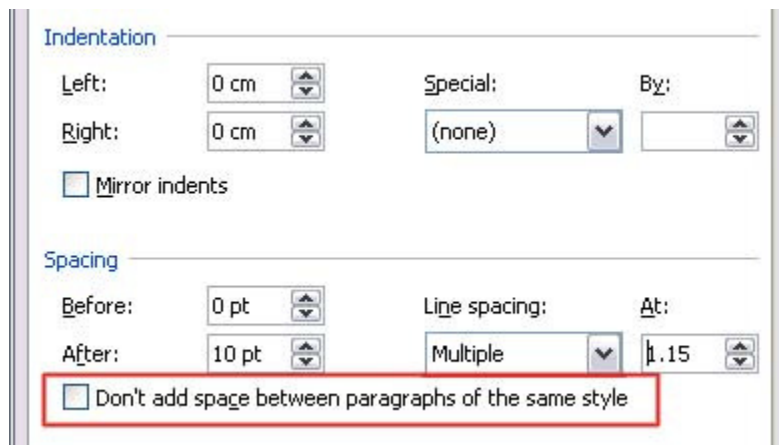 Indentation
Left: 0 cm Special: By:
Right: 0 cm (none)
Mirror indents
Spacing
Before: 0 pt Line spacing: At:
After: 10 pt Multiple 1.15
Don't add space between paragraphs of the same style